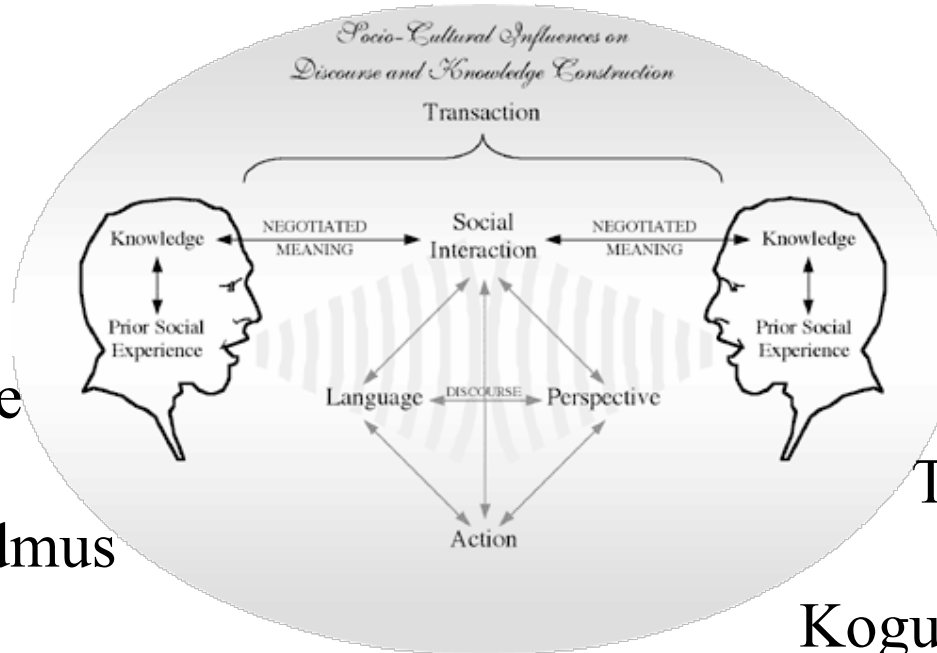 Socio-Cultural Influences on
Discourse and Knowledge Construction
Transaction
Knowledge
NEGOTIATED
MEANING
Social
Interaction
NEGOTIATED
MEANING
Knowledge
Prior Social
Experience
Prior Social
Experience
Language
DISCOURSE
Perspective
e
T
dmus
Action
Kogu